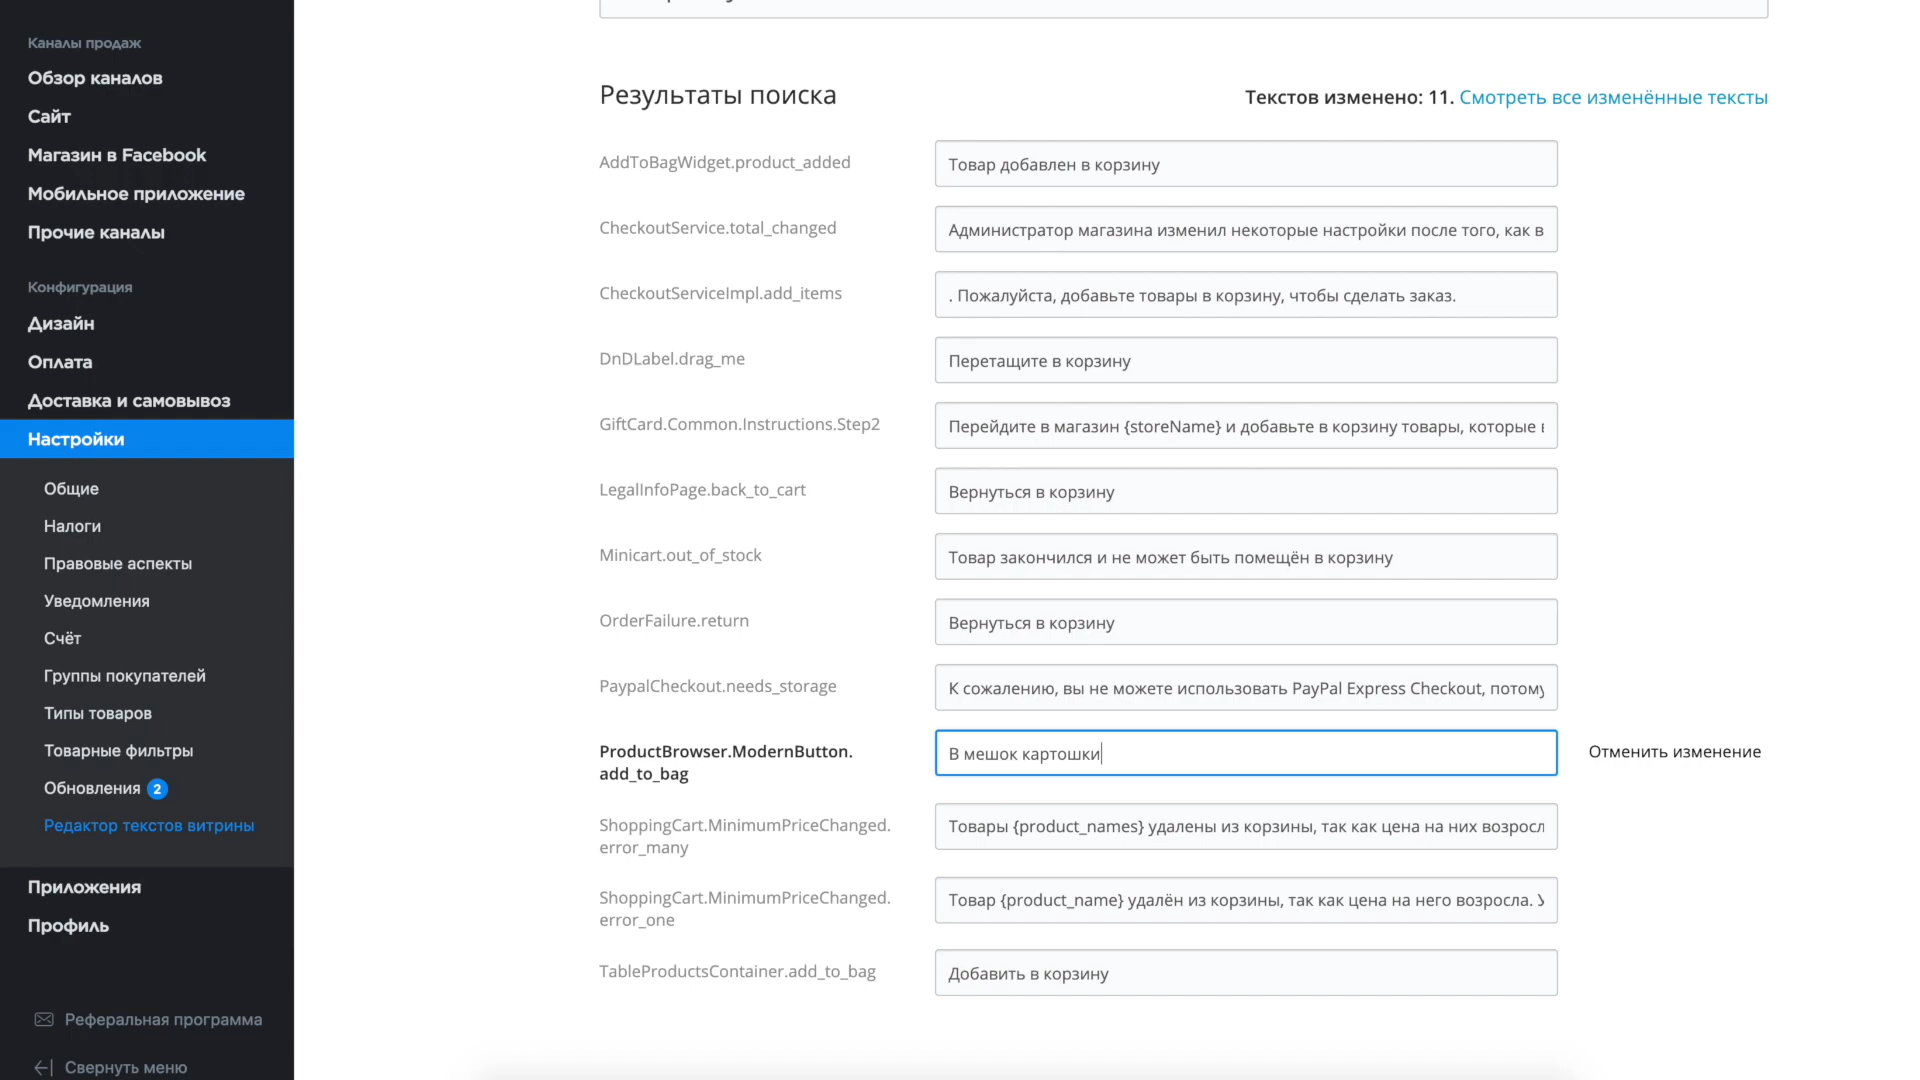 Каналы продаж
Обзор каналов
Сайт
Магазин в Facebook
Мобильное приложение
Прочие каналы
Конфигурация
Дизайн
Оплата
Доставка и самовывоз
Настройки
Общие
Налоги
Правовые аспекты
Уведомления
Счёт
Группы покупателей
Типы товаров
Товарные фильтры
Обновления 2
Редактор текстов витрины
Приложения
Профиль
Реферальная программа
Свернуть меню
Результаты поиска
Текстов изменено: 11. Смотреть все изменённые тексты
AddToBagWidget.product_added
Товар добавлен в корзину
CheckoutService.total_changed
Администратор магазина изменил некоторые настройки после того, как в
CheckoutServiceImpl.add_items
. Пожалуйста, добавьте товары в корзину, чтобы сделать заказ.
DnDLabel.drag_me
Перетащите в корзину
GiftCard.Common.Instructions.Step2
Перейдите в магазин {storeName} и добавьте в корзину товары, которые
LegalInfoPage.back_to_cart
Вернуться в корзину
Minicart.out_of_stock
Товар закончился и не может быть помещён в корзину
OrderFailure.return
Вернуться в корзину
PaypalCheckout.needs_storage
К сожалению, вы не можете использовать PayPal Express Checkout, потому
ProductBrowser.ModernButton.
add_to_bag
В мешок картошки
Отменить изменение
ShoppingCart.MinimumPriceChanged.
error_many
Товары {product_names} удалены из корзины, так как цена на них возросл
ShoppingCart.MinimumPriceChanged.
error_one
Товар {product_name} удалён из корзины, так как цена на него возросла. У
TableProductsContainer.add_to_bag
Добавить в корзину